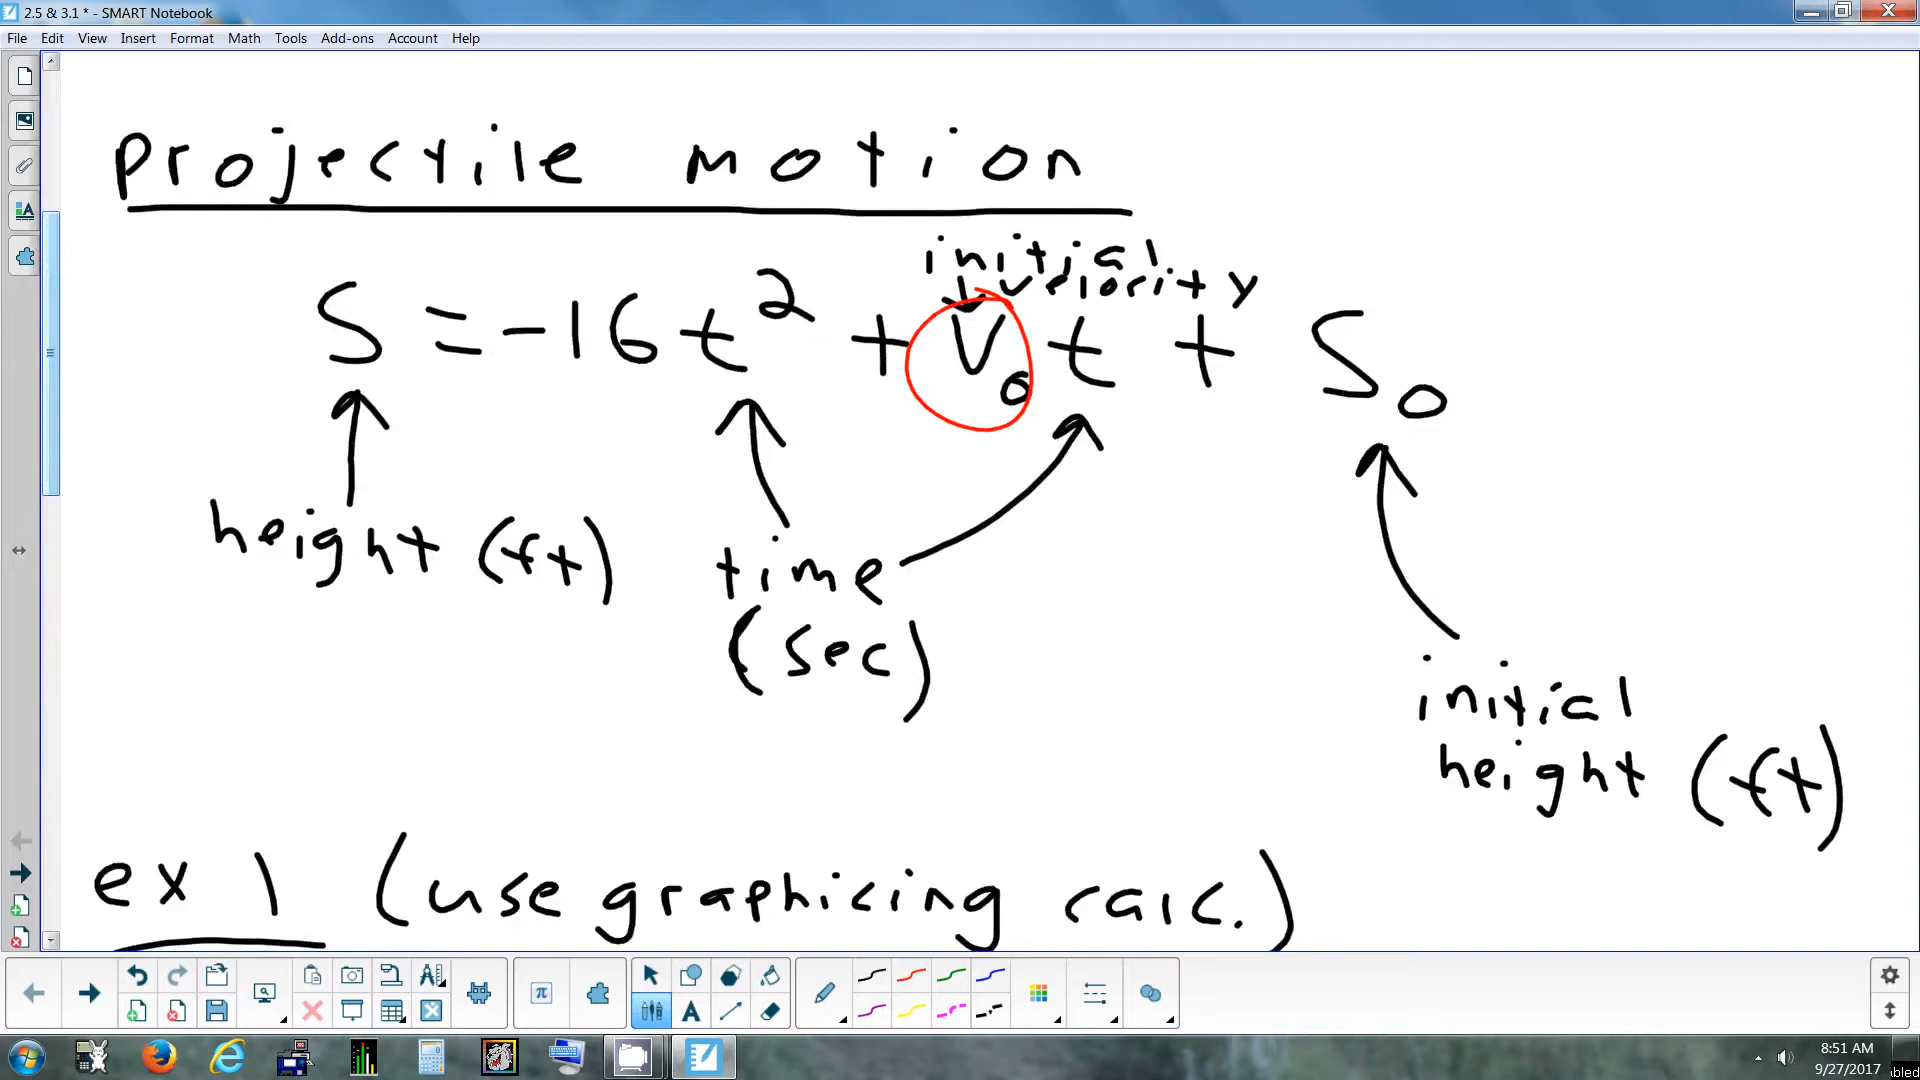 2.5 & 3.1 * - SMART Notebook
File Edit View Insert Format Math Tools Add-ons Account Help
projectile motion
initial
velocity
S = -16t² + V₀t + S₀
height (ft)
time
(sec)
initial
height (ft)
ex 1 (use graphicing calc.)
π
A
8:51 AM
9/27/2017
abled